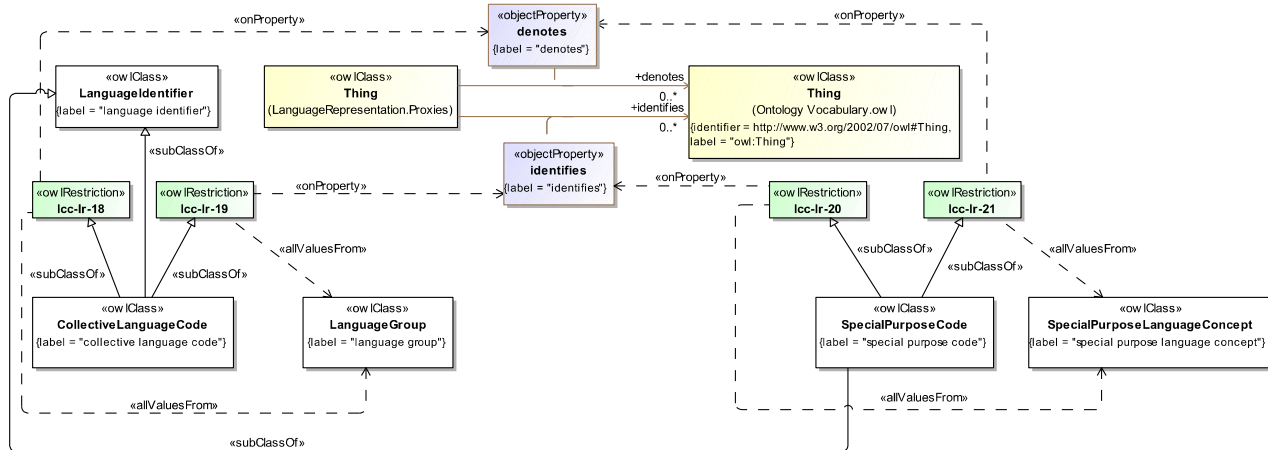 «onProperty»
«objectProperty»
denotes
{label = "denotes"}
«onProperty»
«owlClass»
LanguageIdentifier
{label = "language identifier"}
«owlClass»
Thing
(LanguageRepresentation.Proxies)
+denotes
0..*
+identifies
0..*
«owlClass»
Thing
(Ontology Vocabulary.owl)
{identifier = http://www.w3.org/2002/07/owl#Thing,
label = "owl:Thing"}
«subClassOf»
«objectProperty»
identifies
{label = "identifies"}
«owlRestriction»
lcc-lr-18
«owlRestriction»
lcc-lr-19
«onProperty»
«onProperty»
«owlRestriction»
lcc-lr-20
«owlRestriction»
lcc-lr-21
«subClassOf»
«subClassOf»
«allValuesFrom»
«subClassOf»
«subClassOf»
«allValuesFrom»
«owlClass»
CollectiveLanguageCode
{label = "collective language code"}
«owlClass»
LanguageGroup
{label = "language group"}
«owlClass»
SpecialPurposeCode
{label = "special purpose code"}
«owlClass»
SpecialPurposeLanguageConcept
{label = "special purpose language concept"}
«allValuesFrom»
«allValuesFrom»
«subClassOf»